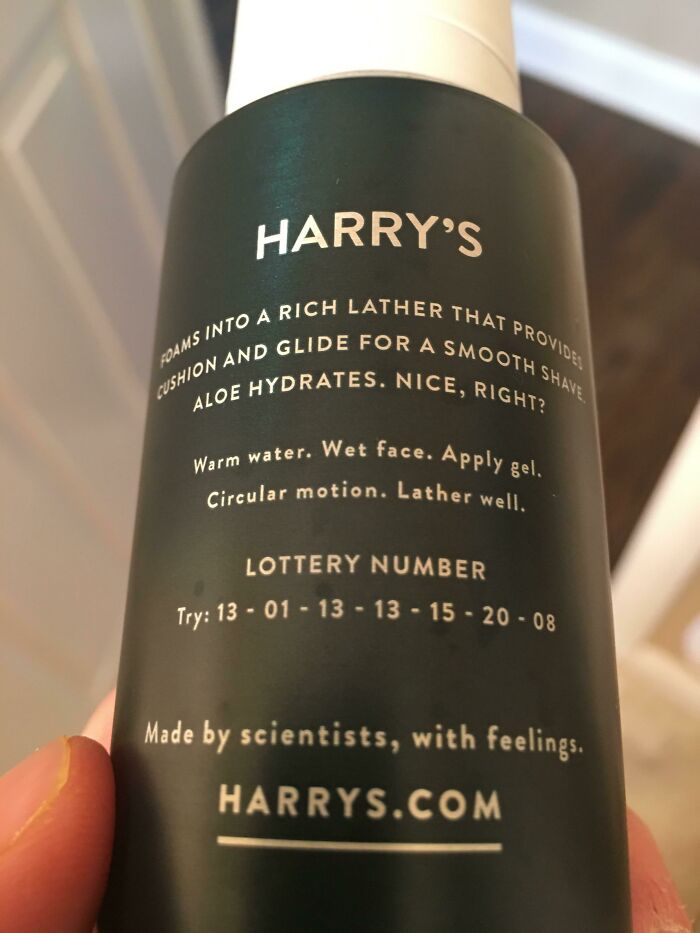 HARRY'S
FOAMS INTO A RICH LATHER THAT PROVIDES
CUSHION AND GLIDE FOR A SMOOTH SHAVE.
ALOE HYDRATES. NICE, RIGHT?
Warm water. Wet face. Apply gel.
Circular motion. Lather well.
LOTTERY NUMBER
Try: 13 - 01 - 13 - 13 - 15 - 20 - 08
Made by scientists, with feelings.
HARRYS.COM